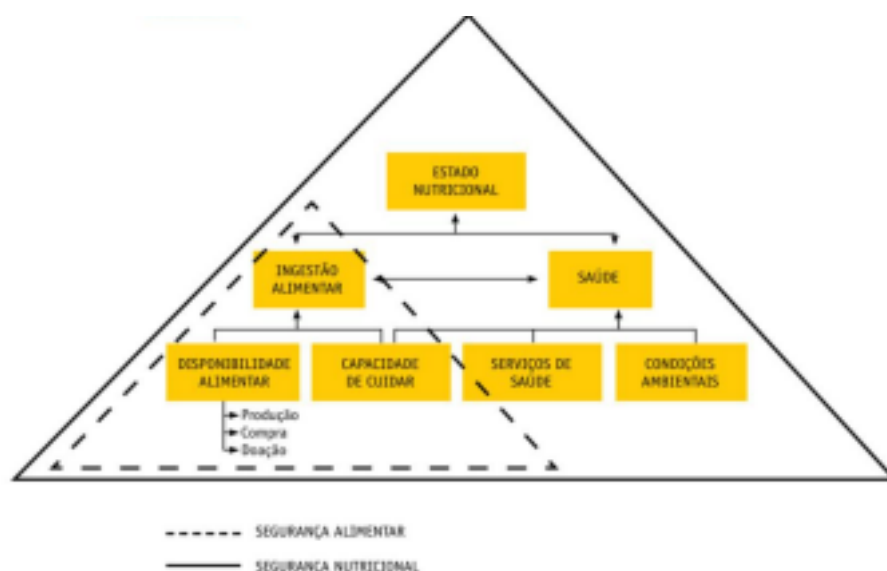 ESTADO
NUTRICIONAL
INGESTÃO
ALIMENTAR
SAÚDE
DISPONIBILIDADE
ALIMENTAR
CAPACIDADE
DE CUIDAR
SERVIÇOS DE
SAÚDE
CONDIÇÕES
AMBIENTAIS
Produção
Compra
Doação
SEGURANÇA ALIMENTAR
SEGURANÇA NUTRICIONAL